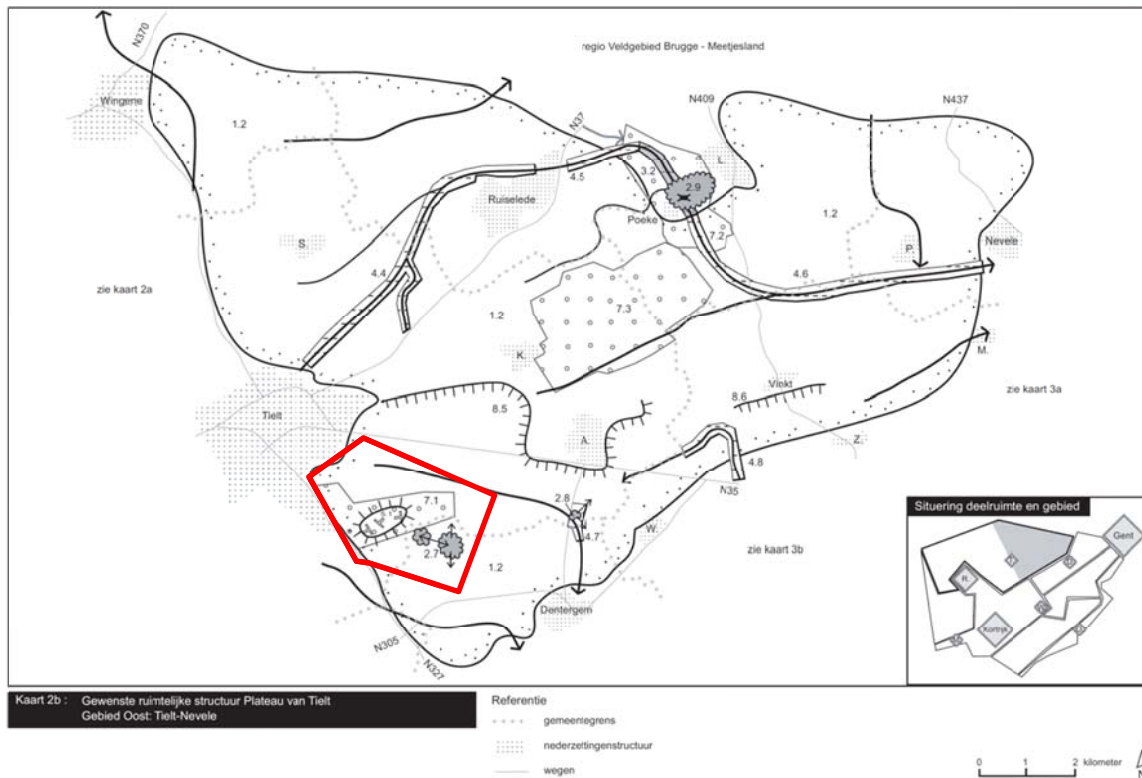 regio Veldgebied Brugge - Meetjesland
N370
Wingene
N409
N437
1.2
N37
4.5
L.
3.2
2.9
Ruiselede
Poeke
1.2
7.2
S.
P.
Nevele
zie kaart 2a
4.4
4.6
7.3
1.2
K.
M.
Vinkt
zie kaart 3a
8.6
8.5
Tielt
A.
Z.
4.8
N35
7.1
2.8
4.7
W.
2.7
1.2
zie kaart 3b
Dentergem
N305
N327
Situering deelruimte en gebied
Gent
R.
Kortrijk
Kaart 2b : Gewenste ruimtelijke structuur Plateau van Tielt
Gebied Oost: Tielt-Nevele
Referentie
gemeentegrens
nederzettingenstructuur
wegen
0 1 2 kilometer
N